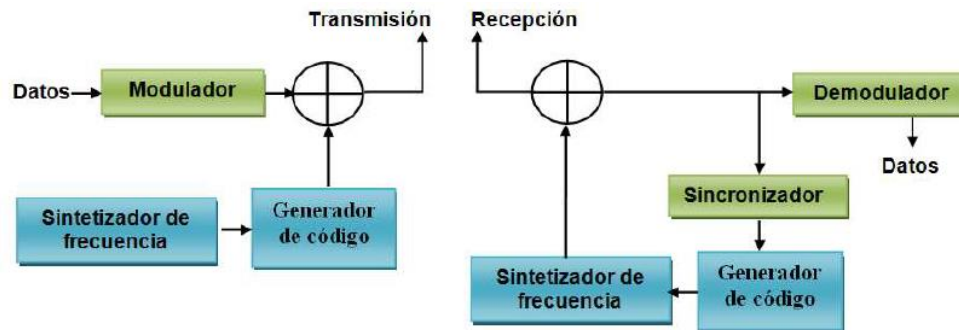 Transmisión
Recepción
Datos
Modulador
Demodulador
Datos
Sintetizador de
frecuencia
Generador
de código
Sincronizador
Sintetizador de
frecuencia
Generador
de código